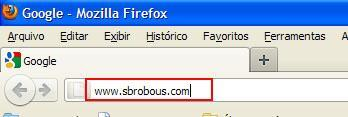 Google - Mozilla Firefox
Arquivo Editar Exibir Histórico Favoritos Ferramentas
Google
www.sbrobous.com